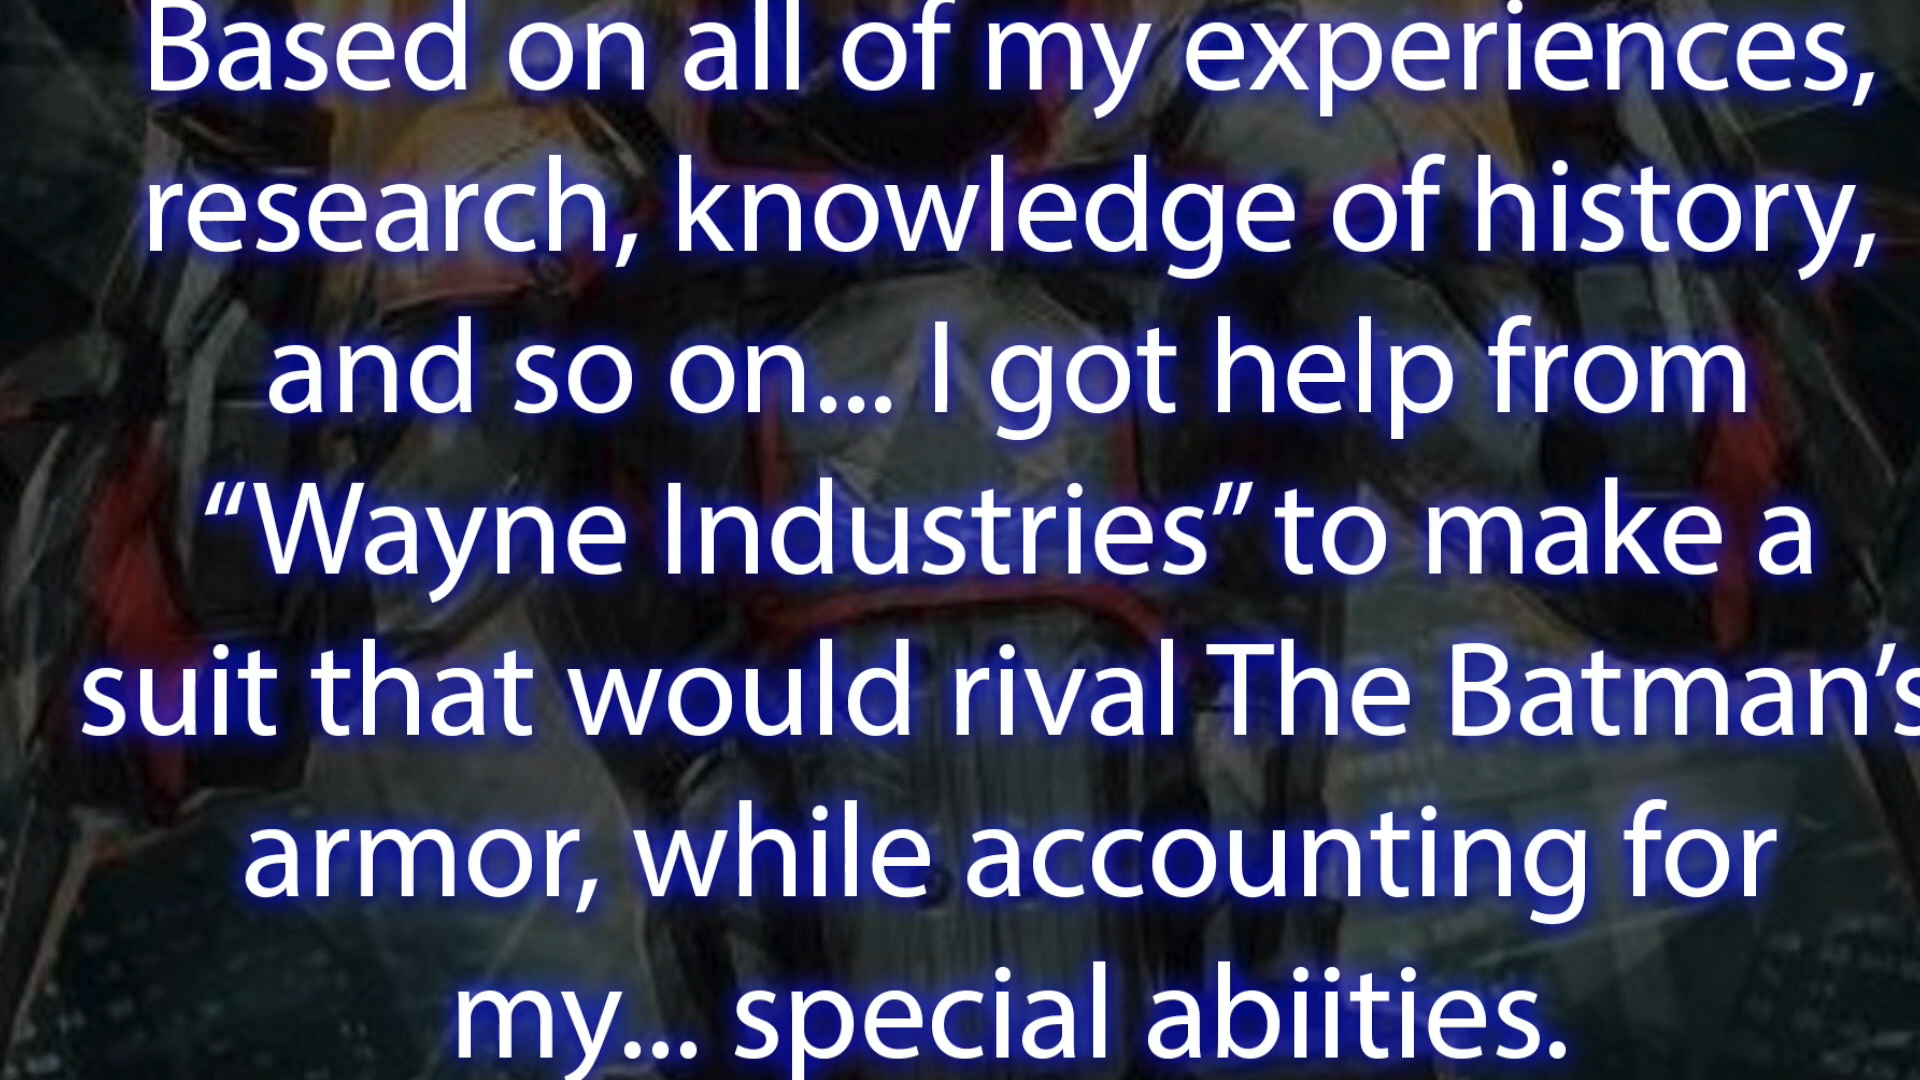 Based on all of my experiences,
research, knowledge of history,
and so on... I got help from
“Wayne Industries” to make a
suit that would rival The Batman’s
armor, while accounting for
my... special abiities.